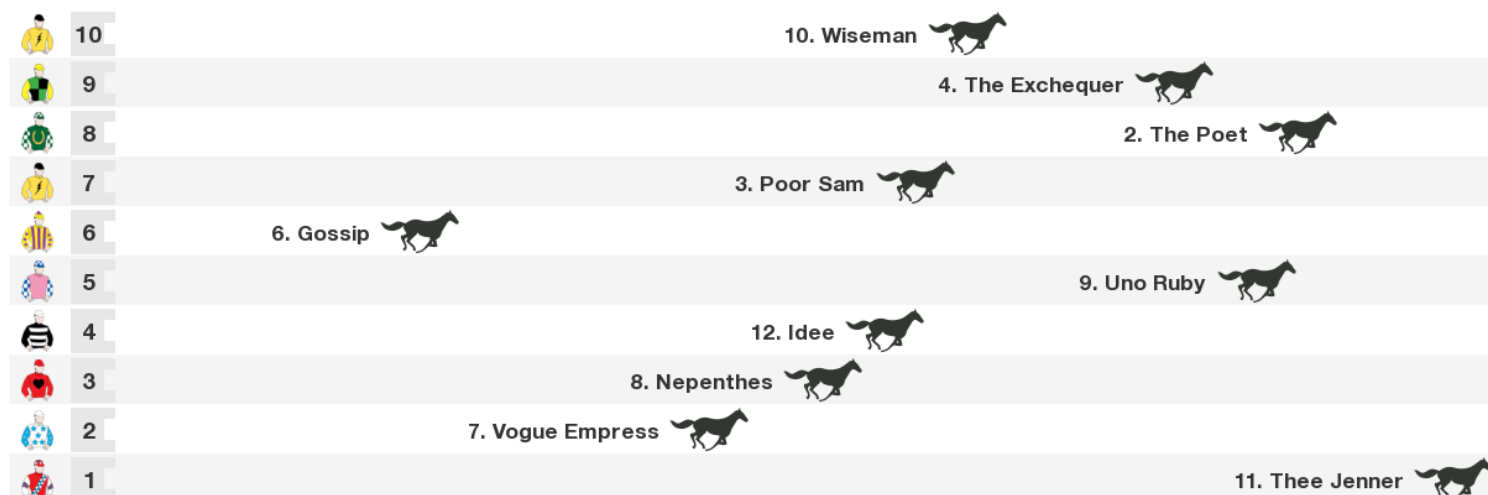 10 10. Wiseman
9 4. The Exchequer
8 2. The Poet
7 3. Poor Sam
6 6. Gossip
5 9. Uno Ruby
4 12. Idee
3 8. Nepenthes
2 7. Vogue Empress
1 11. Thee Jenner